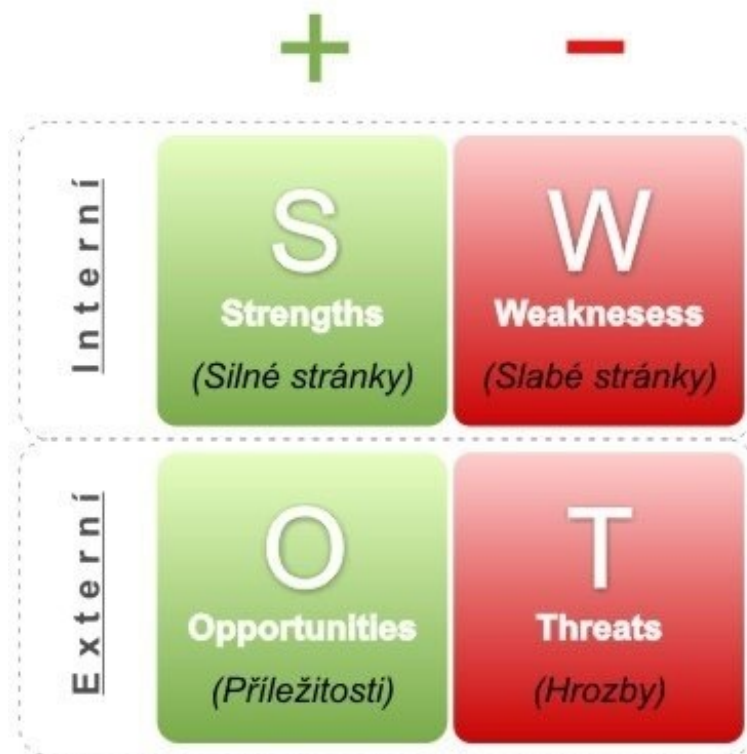 + −
Interní
S
Strengths
(Silné stránky)
W
Weaknesess
(Slabé stránky)
Externí
O
Opportunities
(Příležitosti)
T
Threats
(Hrozby)